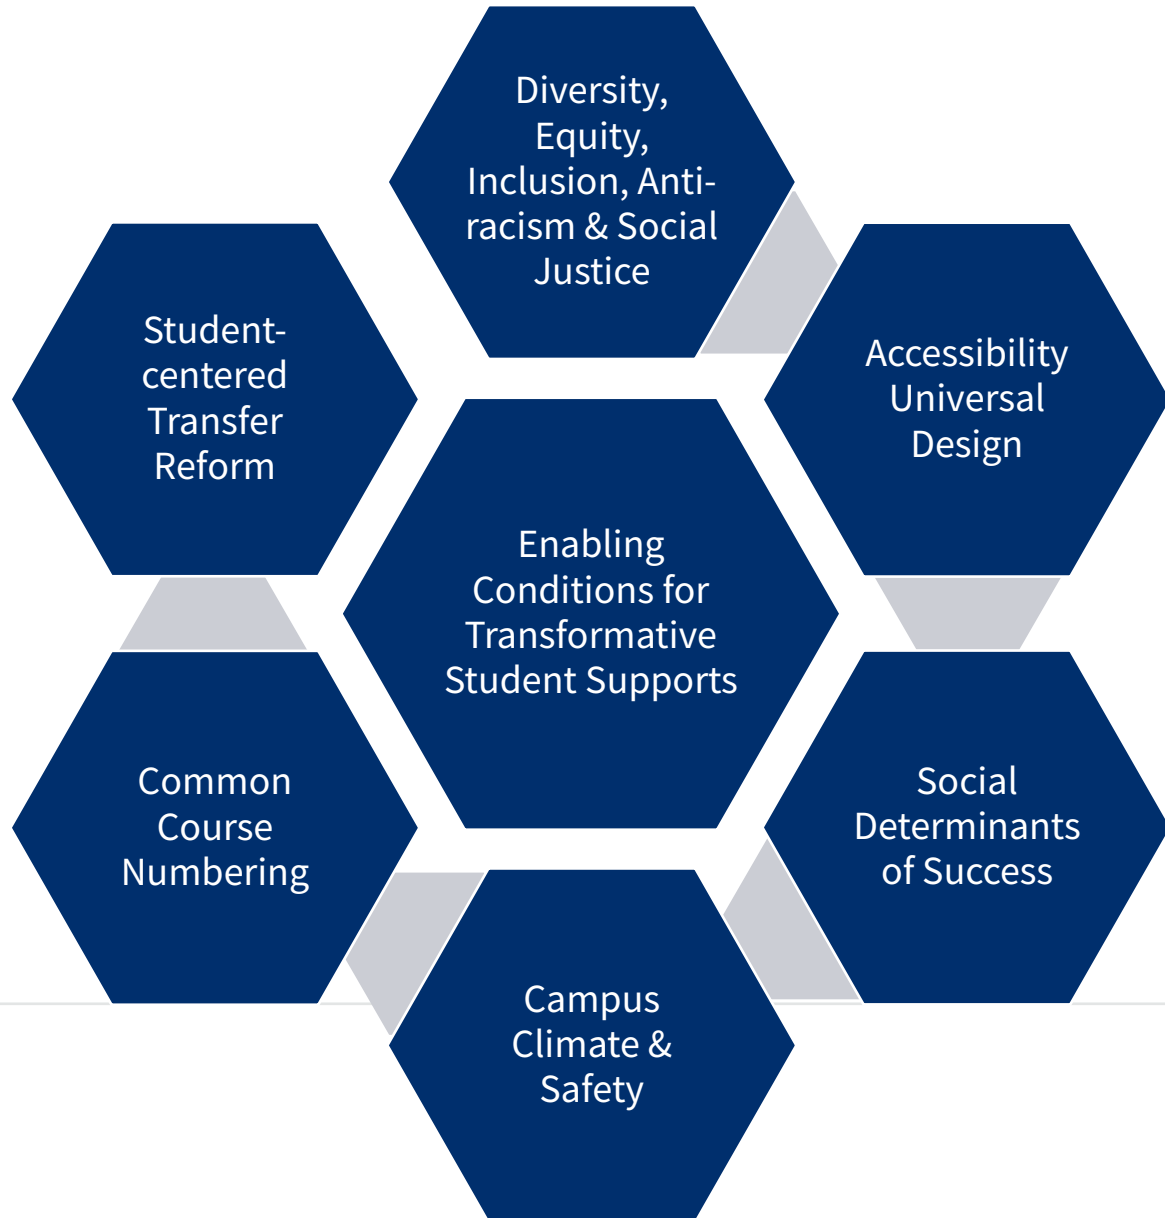 Diversity,
Equity,
Inclusion, Anti-
racism & Social
Justice
Accessibility
Universal
Design
Social
Determinants
of Success
Campus
Climate &
Safety
Common
Course
Numbering
Student-
centered
Transfer
Reform
Enabling
Conditions for
Transformative
Student Supports